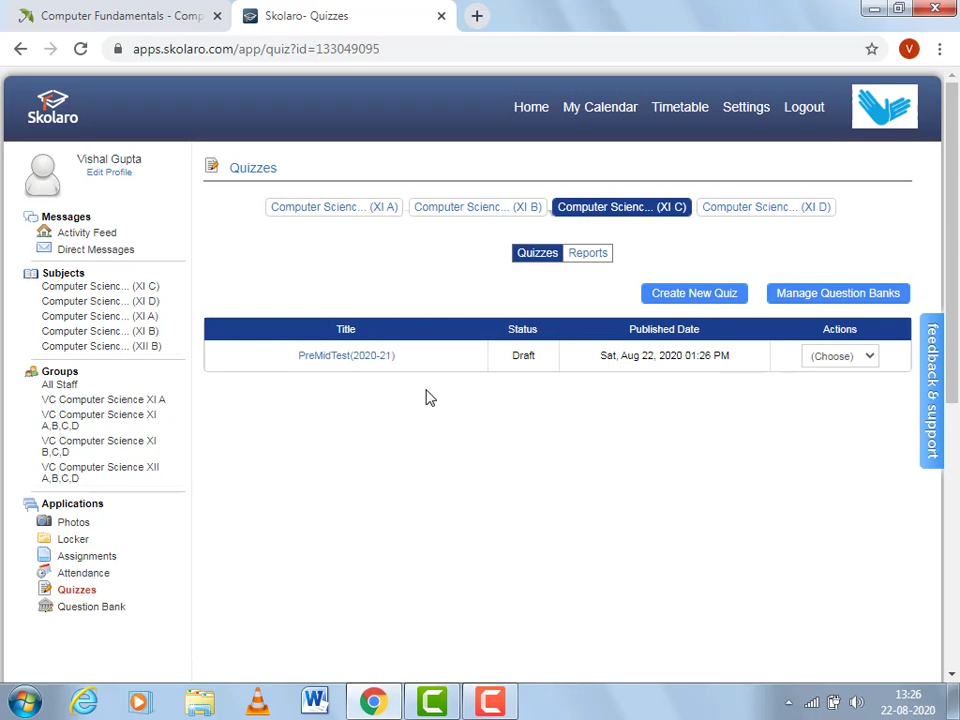 Computer Fundamentals - Comp
Skolaro- Quizzes
apps.skolaro.com/app/quiz?id=133049095
V
Skolaro
Home
My Calendar
Timetable
Settings
Logout
Vishal Gupta
Edit Profile
Messages
Activity Feed
Direct Messages
Subjects
Computer Scienc... (XI C)
Computer Scienc... (XI D)
Computer Scienc... (XI A)
Computer Scienc... (XI B)
Computer Scienc... (XII B)
Groups
All Staff
VC Computer Science XI A
VC Computer Science XI
A,B,C,D
VC Computer Science XI
B,C,D
VC Computer Science XII
A,B,C,D
Applications
Photos
Locker
Assignments
Attendance
Quizzes
Question Bank
Quizzes
Computer Scienc... (XI A)
Computer Scienc... (XI B)
Computer Scienc... (XI C)
Computer Scienc... (XI D)
Quizzes
Reports
Create New Quiz
Manage Question Banks
Title
Status
Published Date
Actions
PreMidTest(2020-21)
Draft
Sat, Aug 22, 2020 01:26 PM
(Choose)
feedback & support
13:26
22-08-2020